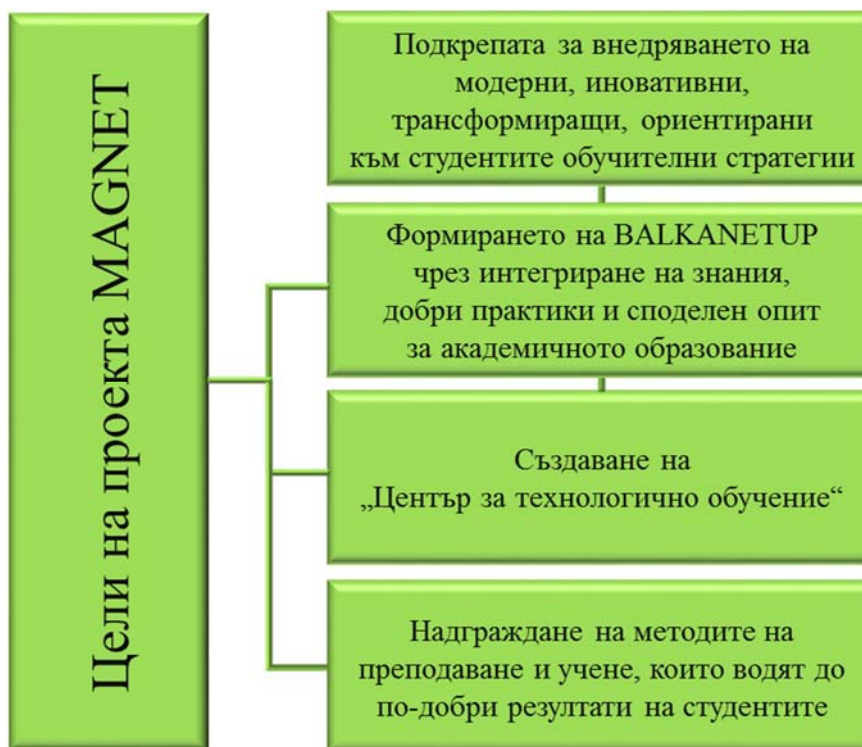 Цели на проекта MAGNET
Подкрепата за внедряването на
модерни, иновативни,
трансформиращи, ориентирани
към студентите обучителни стратегии
Формирането на BALKANETUP
чрез интегриране на знания,
добри практики и споделен опит
за академичното образование
Създаване на
„Център за технологично обучение“
Надграждане на методите на
преподаване и учене, които водят до
по-добри резултати на студентите